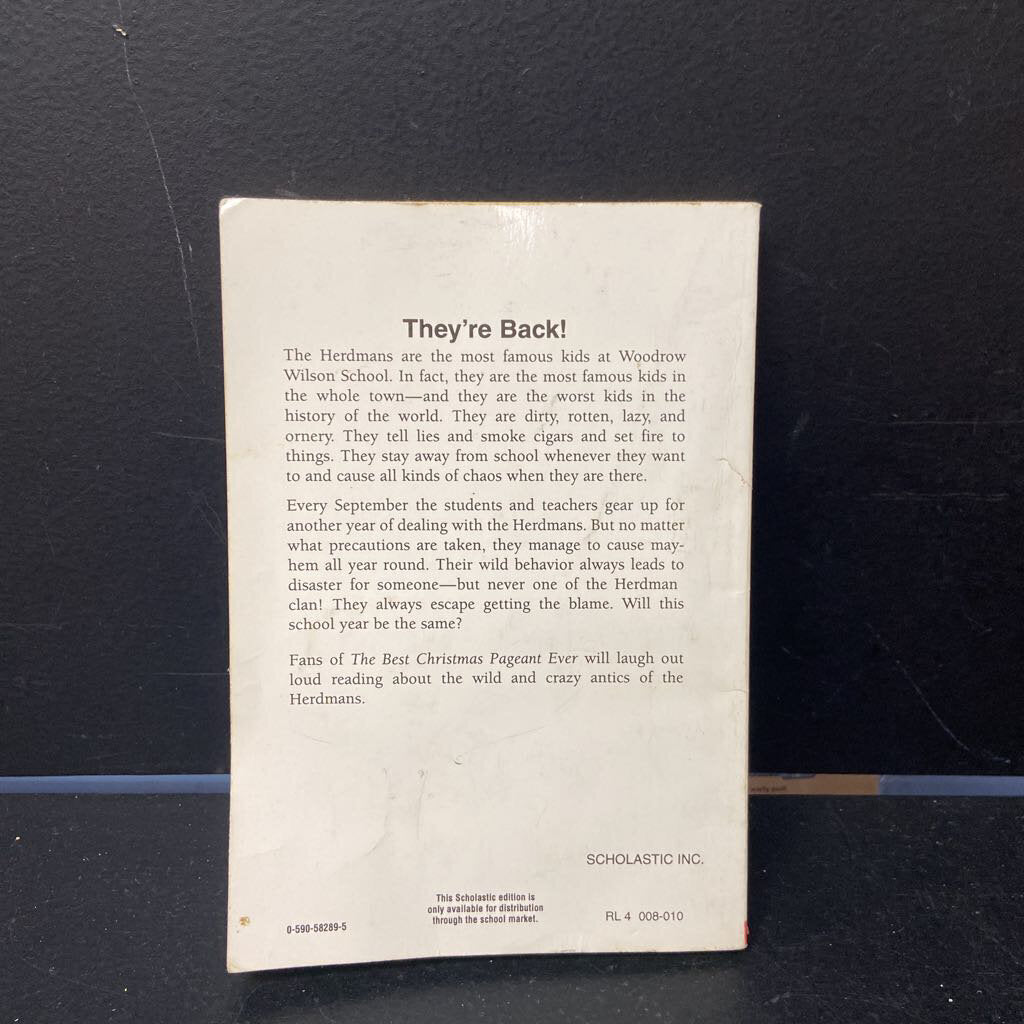 They're Back!
The Herdmans are the most famous kids at Woodrow
Wilson School. In fact, they are the most famous kids in
the whole town—and they are the worst kids in the
history of the world. They are dirty, rotten, lazy, and
ornery. They tell lies and smoke cigars and set fire to
things. They stay away from school whenever they want
to and cause all kinds of chaos when they are there.
Every September the students and teachers gear up for
another year of dealing with the Herdmans. But no matter
what precautions are taken, they manage to cause may-
hem all year round. Their wild behavior always leads to
disaster for someone—but never one of the Herdman
clan! They always escape getting the blame. Will this
school year be the same?
Fans of The Best Christmas Pageant Ever will laugh out
loud reading about the wild and crazy antics of the
Herdmans.
SCHOLASTIC INC.
This Scholastic edition is
only available for distribution
through the school market.
RL 4 008-010
0-590-58289-5